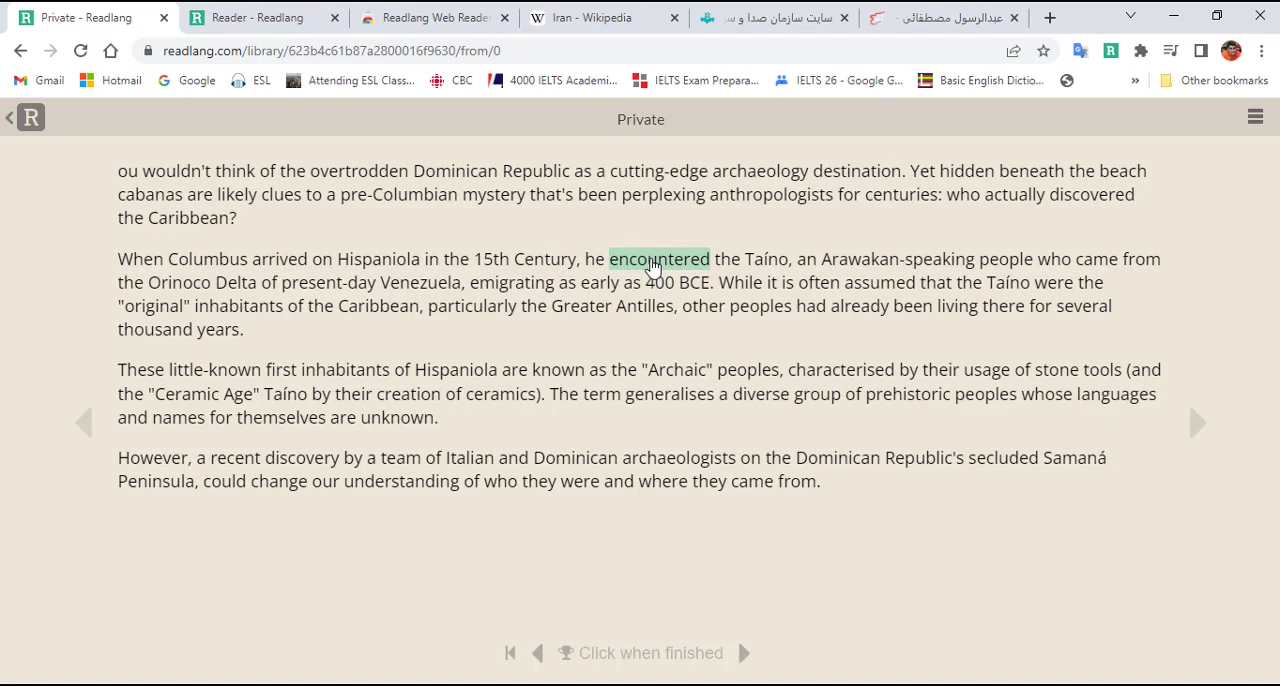 Private - Readlang
Reader - Readlang
Readlang Web Reader
Iran - Wikipedia
سایت سازمان صدا و س
عبدالرسول مصطفائی -
readlang.com/library/623b4c61b87a2800016f9630/from/0
Gmail
Hotmail
Google
ESL
Attending ESL Class...
CBC
4000 IELTS Academi...
IELTS Exam Prepara...
IELTS 26 - Google G...
Basic English Dictio...
»
Other bookmarks
R
Private
ou wouldn't think of the overtrodden Dominican Republic as a cutting-edge archaeology destination. Yet hidden beneath the beach
cabanas are likely clues to a pre-Columbian mystery that's been perplexing anthropologists for centuries: who actually discovered
the Caribbean?
When Columbus arrived on Hispaniola in the 15th Century, he encountered the Taíno, an Arawakan-speaking people who came from
the Orinoco Delta of present-day Venezuela, emigrating as early as 400 BCE. While it is often assumed that the Taíno were the
"original" inhabitants of the Caribbean, particularly the Greater Antilles, other peoples had already been living there for several
thousand years.
These little-known first inhabitants of Hispaniola are known as the "Archaic" peoples, characterised by their usage of stone tools (and
the "Ceramic Age" Taíno by their creation of ceramics). The term generalises a diverse group of prehistoric peoples whose languages
and names for themselves are unknown.
However, a recent discovery by a team of Italian and Dominican archaeologists on the Dominican Republic's secluded Samaná
Peninsula, could change our understanding of who they were and where they came from.
Click when finished